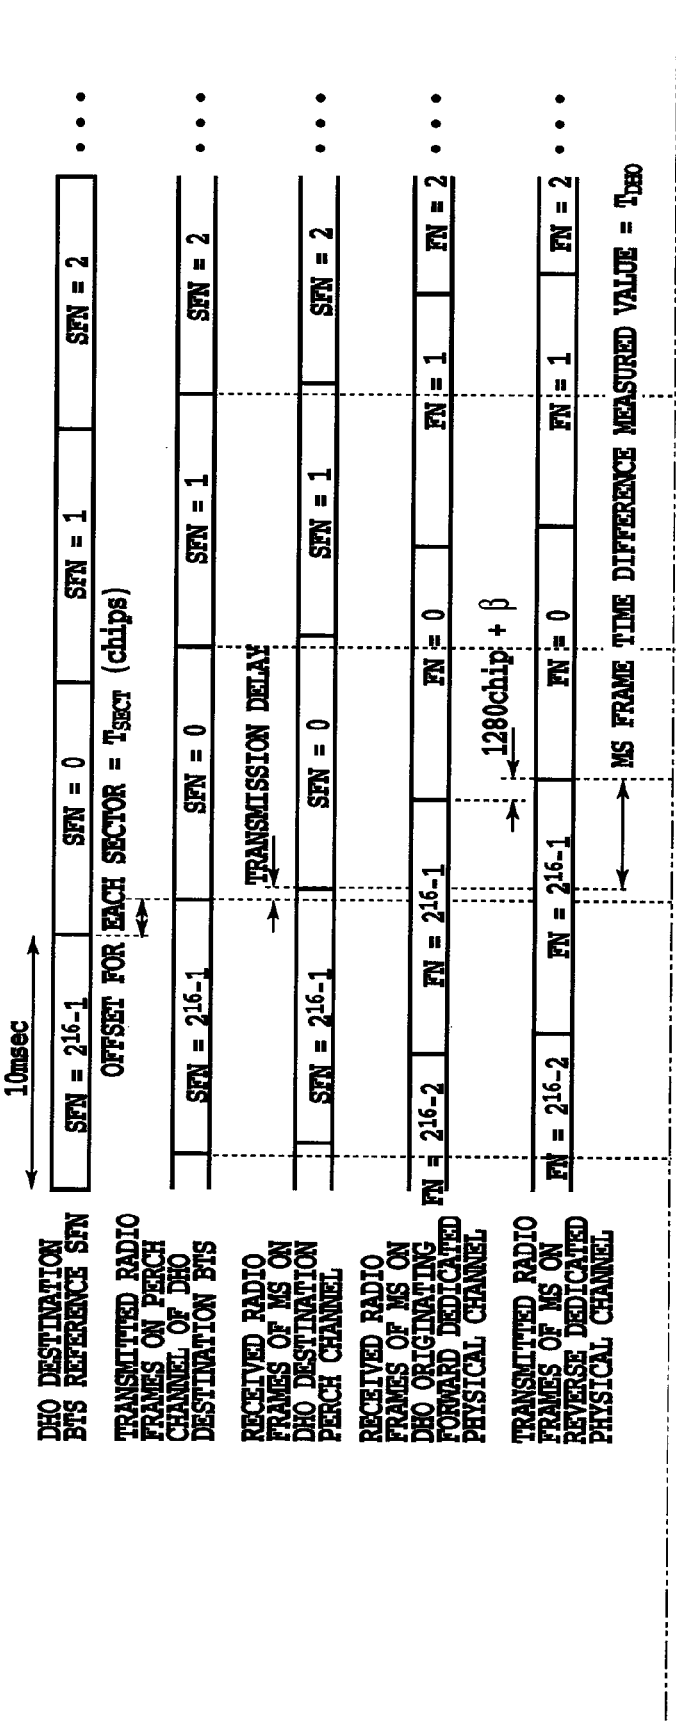 10msec
DHO DESTINATION
BTS REFERENCE SFN
SFN = 2^16-1
SFN = 0
SFN = 1
SFN = 2
• • •
OFFSET FOR EACH SECTOR = T_SECT (chips)
TRANSMITTED RADIO
FRAMES ON PERCH
CHANNEL OF DHO
DESTINATION BTS
SFN = 2^16-1
SFN = 0
SFN = 1
SFN = 2
• • •
TRANSMISSION DELAY
RECEIVED RADIO
FRAMES OF MS ON
DHO DESTINATION
PERCH CHANNEL
SFN = 2^16-1
SFN = 0
SFN = 1
SFN = 2
• • •
RECEIVED RADIO
FRAMES OF MS ON
DHO ORIGINATING
FORWARD DEDICATED
PHYSICAL CHANNEL
FN = 2^16-2
FN = 2^16-1
FN = 0
FN = 1
FN = 2
• • •
1280chip + β
TRANSMITTED RADIO
FRAMES OF MS ON
REVERSE DEDICATED
PHYSICAL CHANNEL
FN = 2^16-2
FN = 2^16-1
FN = 0
FN = 1
FN = 2
• • •
MS FRAME TIME DIFFERENCE MEASURED VALUE = T_DHO